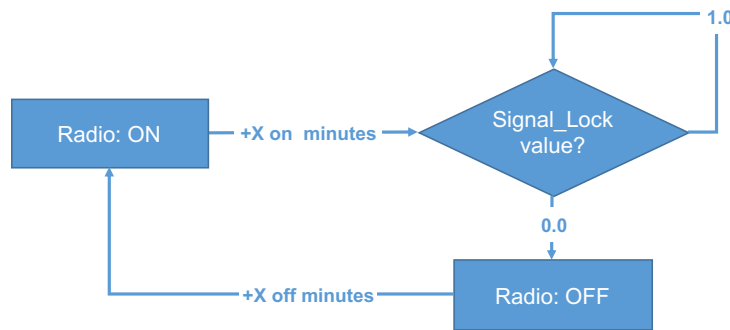 1.0
Radio: ON
+X on  minutes
Signal_Lock
value?
0.0
+X off minutes
Radio: OFF